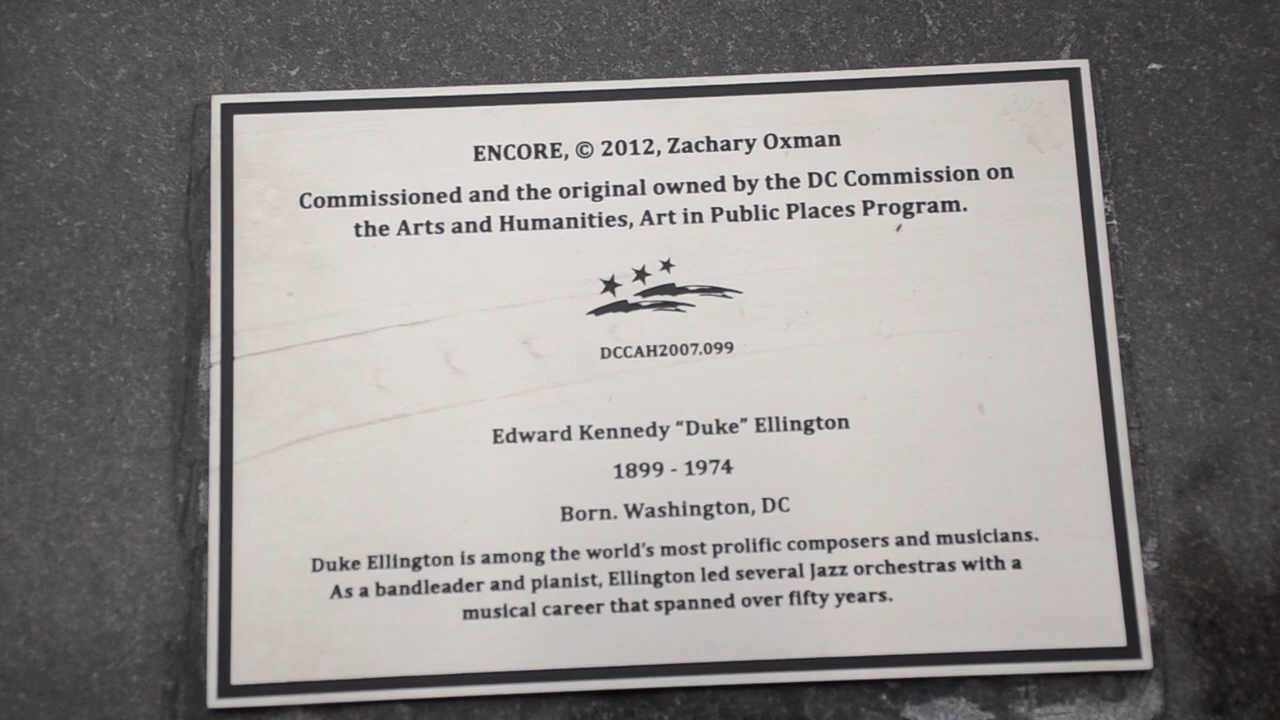 ENCORE, © 2012, Zachary Oxman
Commissioned and the original owned by the DC Commission on
the Arts and Humanities, Art in Public Places Program.
DCCAH2007.099
Edward Kennedy “Duke” Ellington
1899 - 1974
Born. Washington, DC
Duke Ellington is among the world's most prolific composers and musicians.
As a bandleader and pianist, Ellington led several Jazz orchestras with a
musical career that spanned over fifty years.